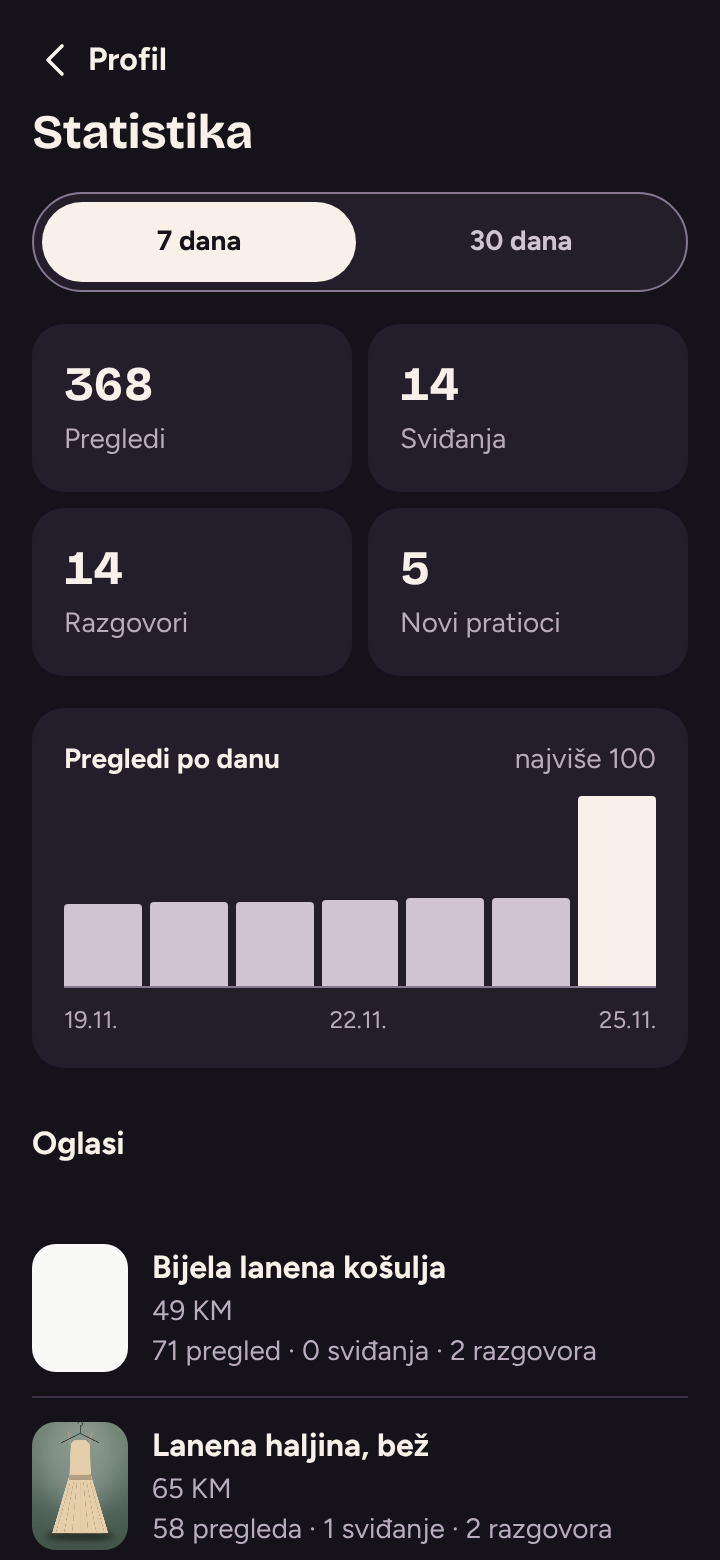 Profil
Statistika
7 dana
30 dana
368
Pregledi
14
Sviđanja
14
Razgovori
5
Novi pratioci
Pregledi po danu
najviše 100
19.11.
22.11.
25.11.
Oglasi
Bijela lanena košulja
49 KM
71 pregled · 0 sviđanja · 2 razgovora
Lanena haljina, bež
65 KM
58 pregleda · 1 sviđanje · 2 razgovora